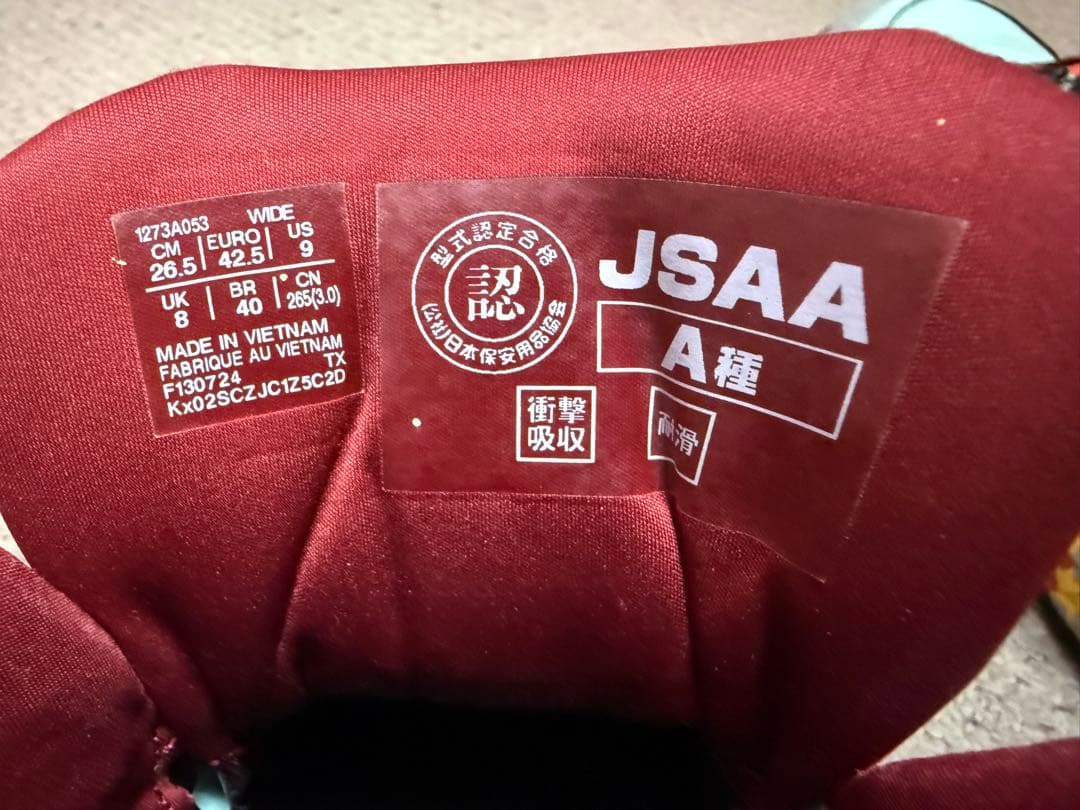 1273A053 WIDE
CM EURO US
26.5 42.5 9
UK BR CN
8 40 265(3.0)
MADE IN VIETNAM
FABRIQUE AU VIETNAM
TX
F130724
Kx02SCZJC1Z5C2D
型式認定合格
認
(公社)日本保安用品協会
JSAA
A種
衝撃
吸収
耐滑